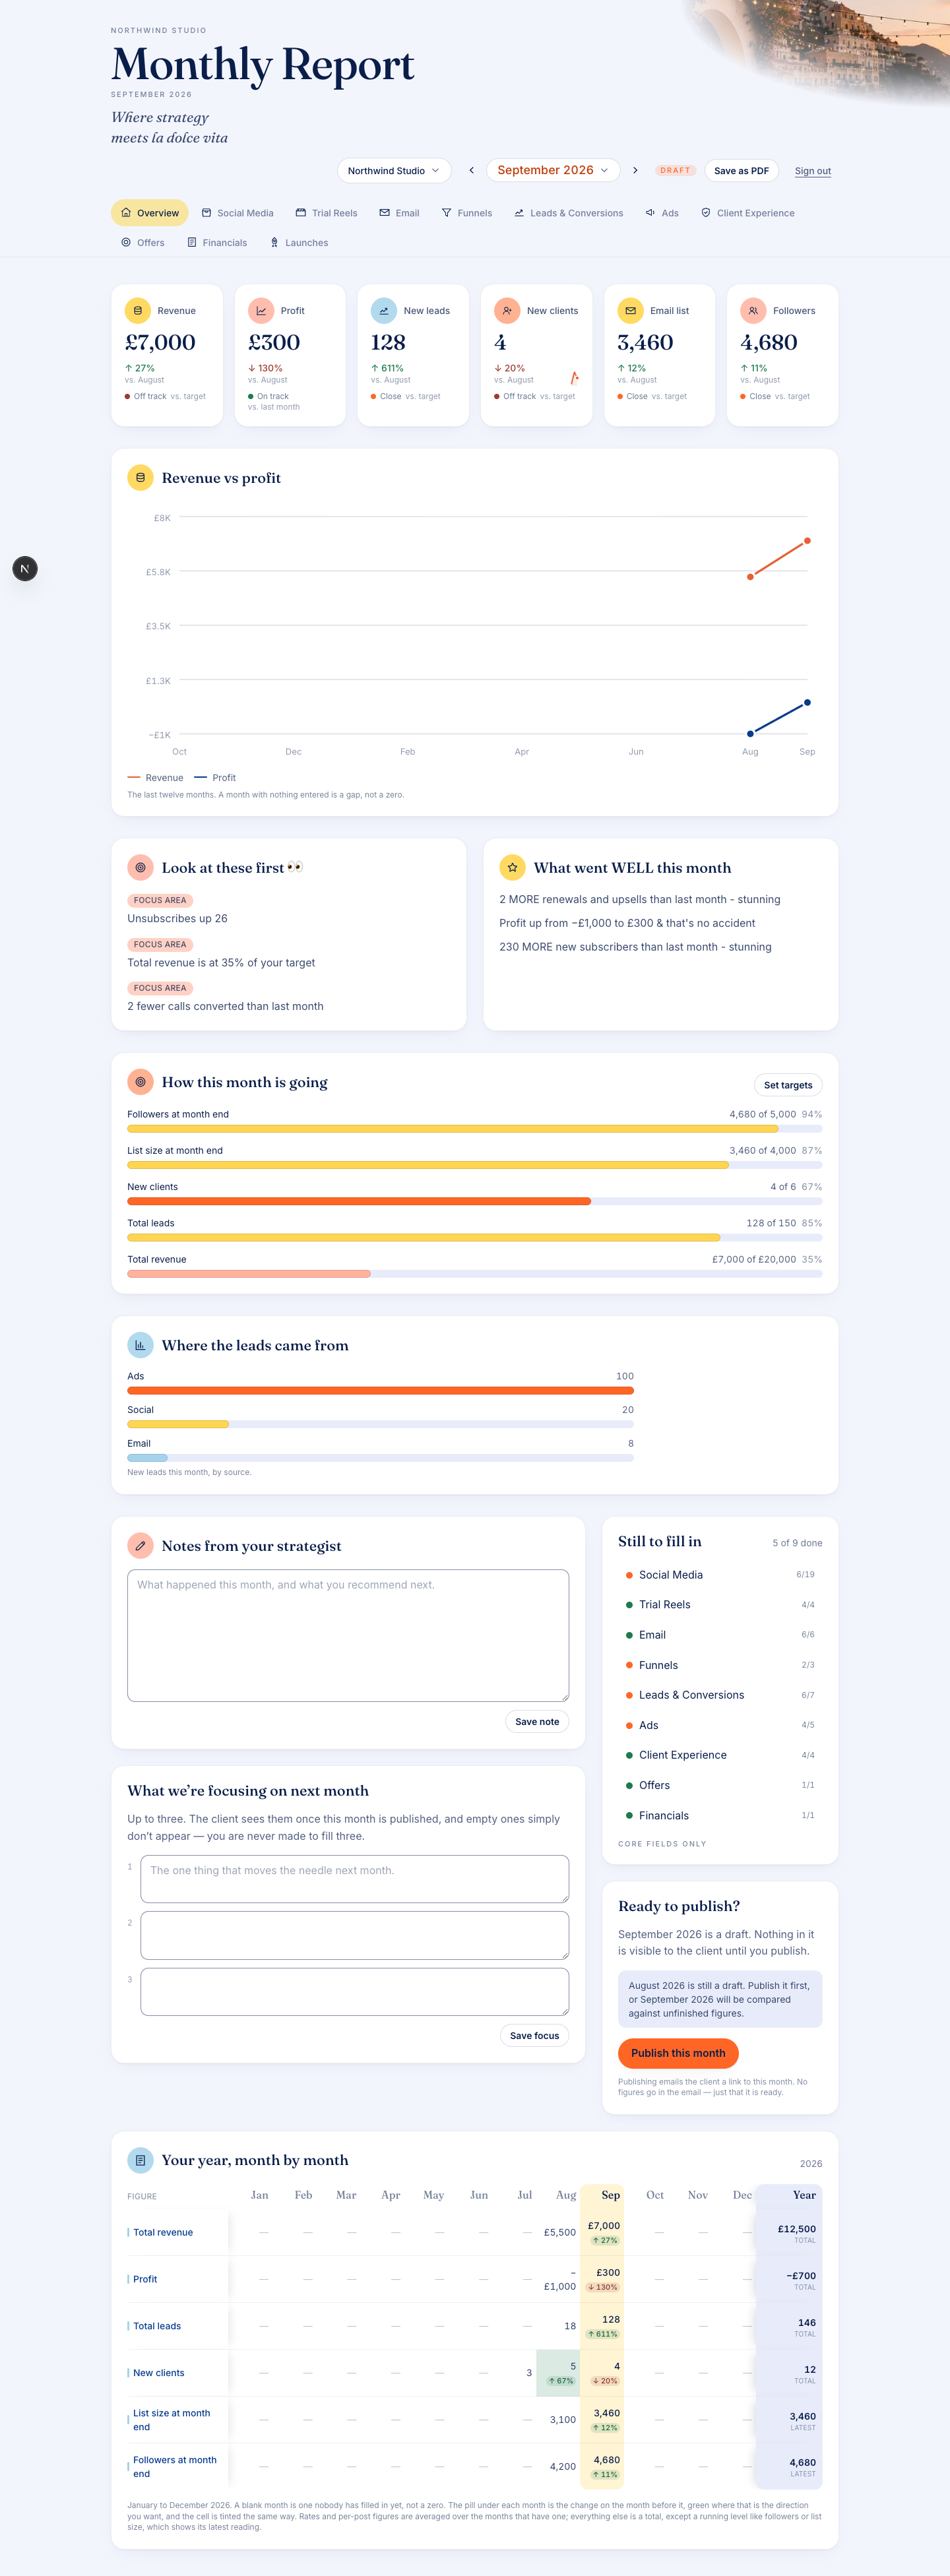 NORTHWIND STUDIO
Monthly Report
SEPTEMBER 2026
Where strategy
meets la dolce vita
Northwind Studio
September 2026
DRAFT
Save as PDF
Sign out
Overview
Social Media
Trial Reels
Email
Funnels
Leads & Conversions
Ads
Client Experience
Offers
Financials
Launches
Revenue
£7,000
↑ 27%
vs. August
Off track vs. target
Profit
£300
↓ 130%
vs. August
On track
vs. last month
New leads
128
↑ 611%
vs. August
Close vs. target
New clients
4
↓ 20%
vs. August
Off track vs. target
Email list
3,460
↑ 12%
vs. August
Close vs. target
Followers
4,680
↑ 11%
vs. August
Close vs. target
N
Revenue vs profit
£8K
£5.8K
£3.5K
£1.3K
−£1K
Oct Dec Feb Apr Jun Aug Sep
Revenue Profit
The last twelve months. A month with nothing entered is a gap, not a zero.
Look at these first 👀
FOCUS AREA
Unsubscribes up 26
FOCUS AREA
Total revenue is at 35% of your target
FOCUS AREA
2 fewer calls converted than last month
What went WELL this month
2 MORE renewals and upsells than last month - stunning
Profit up from −£1,000 to £300 & that's no accident
230 MORE new subscribers than last month - stunning
How this month is going
Set targets
Followers at month end 4,680 of 5,000 94%
List size at month end 3,460 of 4,000 87%
New clients 4 of 6 67%
Total leads 128 of 150 85%
Total revenue £7,000 of £20,000 35%
Where the leads came from
Ads 100
Social 20
Email 8
New leads this month, by source.
Notes from your strategist
What happened this month, and what you recommend next.
Save note
What we’re focusing on next month
Up to three. The client sees them once this month is published, and empty ones simply
don’t appear — you are never made to fill three.
1 The one thing that moves the needle next month.
2
3
Save focus
Still to fill in 5 of 9 done
Social Media 6/19
Trial Reels 4/4
Email 6/6
Funnels 2/3
Leads & Conversions 6/7
Ads 4/5
Client Experience 4/4
Offers 1/1
Financials 1/1
CORE FIELDS ONLY
Ready to publish?
September 2026 is a draft. Nothing in it
is visible to the client until you publish.
August 2026 is still a draft. Publish it first,
or September 2026 will be compared
against unfinished figures.
Publish this month
Publishing emails the client a link to this month. No
figures go in the email — just that it is ready.
Your year, month by month 2026
FIGURE Jan Feb Mar Apr May Jun Jul Aug Sep Oct Nov Dec Year
Total revenue — — — — — — — £5,500 £7,000 ↑ 27% — — — £12,500 TOTAL
Profit — — — — — — — −£1,000 £300 ↓ 130% — — — −£700 TOTAL
Total leads — — — — — — — 18 128 ↑ 611% — — — 146 TOTAL
New clients — — — — — — 3 5 ↑ 67% 4 ↓ 20% — — — 12 TOTAL
List size at month end — — — — — — — 3,100 3,460 ↑ 12% — — — 3,460 LATEST
Followers at month end — — — — — — — 4,200 4,680 ↑ 11% — — — 4,680 LATEST
January to December 2026. A blank month is one nobody has filled in yet, not a zero. The pill under each month is the change on the month before it, green where that is the direction
you want, and the cell is tinted the same way. Rates and per-post figures are averaged over the months that have one; everything else is a total, except a running level like followers or list
size, which shows its latest reading.